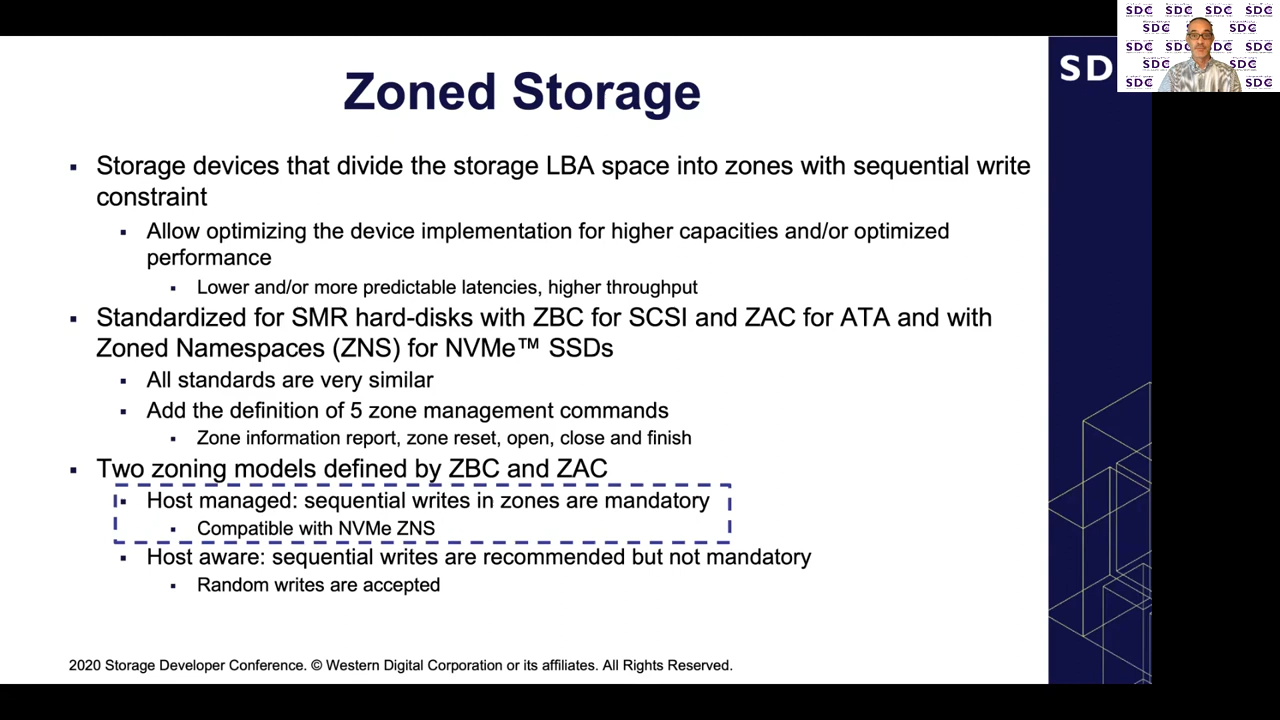 Zoned Storage
▪ Storage devices that divide the storage LBA space into zones with sequential write
constraint
▪ Allow optimizing the device implementation for higher capacities and/or optimized
performance
▪ Lower and/or more predictable latencies, higher throughput
▪ Standardized for SMR hard-disks with ZBC for SCSI and ZAC for ATA and with
Zoned Namespaces (ZNS) for NVMe™ SSDs
▪ All standards are very similar
▪ Add the definition of 5 zone management commands
▪ Zone information report, zone reset, open, close and finish
▪ Two zoning models defined by ZBC and ZAC
▪ Host managed: sequential writes in zones are mandatory
▪ Compatible with NVMe ZNS
▪ Host aware: sequential writes are recommended but not mandatory
▪ Random writes are accepted
2020 Storage Developer Conference. © Western Digital Corporation or its affiliates. All Rights Reserved.
SD
SDC SDC SDC SDC
SDC SDC
SDC SDC SDC SDC
SDC SDC
SDC SDC